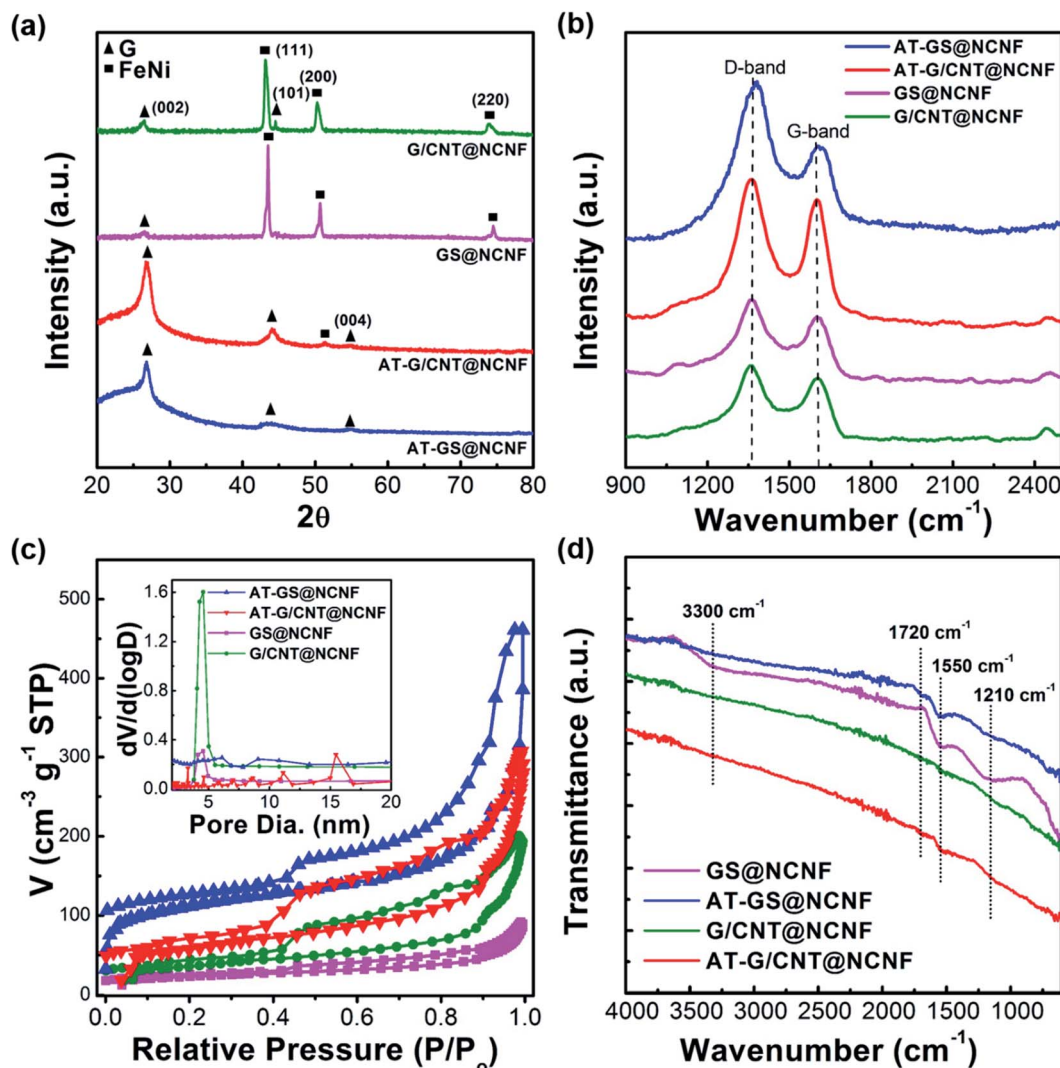 (a)
▲ G
■ FeNi
(002)
(111)
(101)
(200)
(220)
G/CNT@NCNF
GS@NCNF
(004)
AT-G/CNT@NCNF
AT-GS@NCNF
Intensity (a.u.)
20 30 40 50 60 70 80
2θ
(b)
AT-GS@NCNF
AT-G/CNT@NCNF
GS@NCNF
G/CNT@NCNF
D-band
G-band
Intensity (a.u.)
900 1200 1500 1800 2100 2400
Wavenumber (cm⁻¹)
(c)
V (cm⁻³ g⁻¹ STP)
500
400
300
200
100
0
0.0 0.2 0.4 0.6 0.8 1.0
Relative Pressure (P/Pₒ)
dV/d(logD)
1.6
1.2
0.8
0.4
0.0
AT-GS@NCNF
AT-G/CNT@NCNF
GS@NCNF
G/CNT@NCNF
5 10 15 20
Pore Dia. (nm)
(d)
3300 cm⁻¹
1720 cm⁻¹
1550 cm⁻¹
1210 cm⁻¹
Transmittance (a.u.)
GS@NCNF
AT-GS@NCNF
G/CNT@NCNF
AT-G/CNT@NCNF
4000 3500 3000 2500 2000 1500 1000
Wavenumber (cm⁻¹)